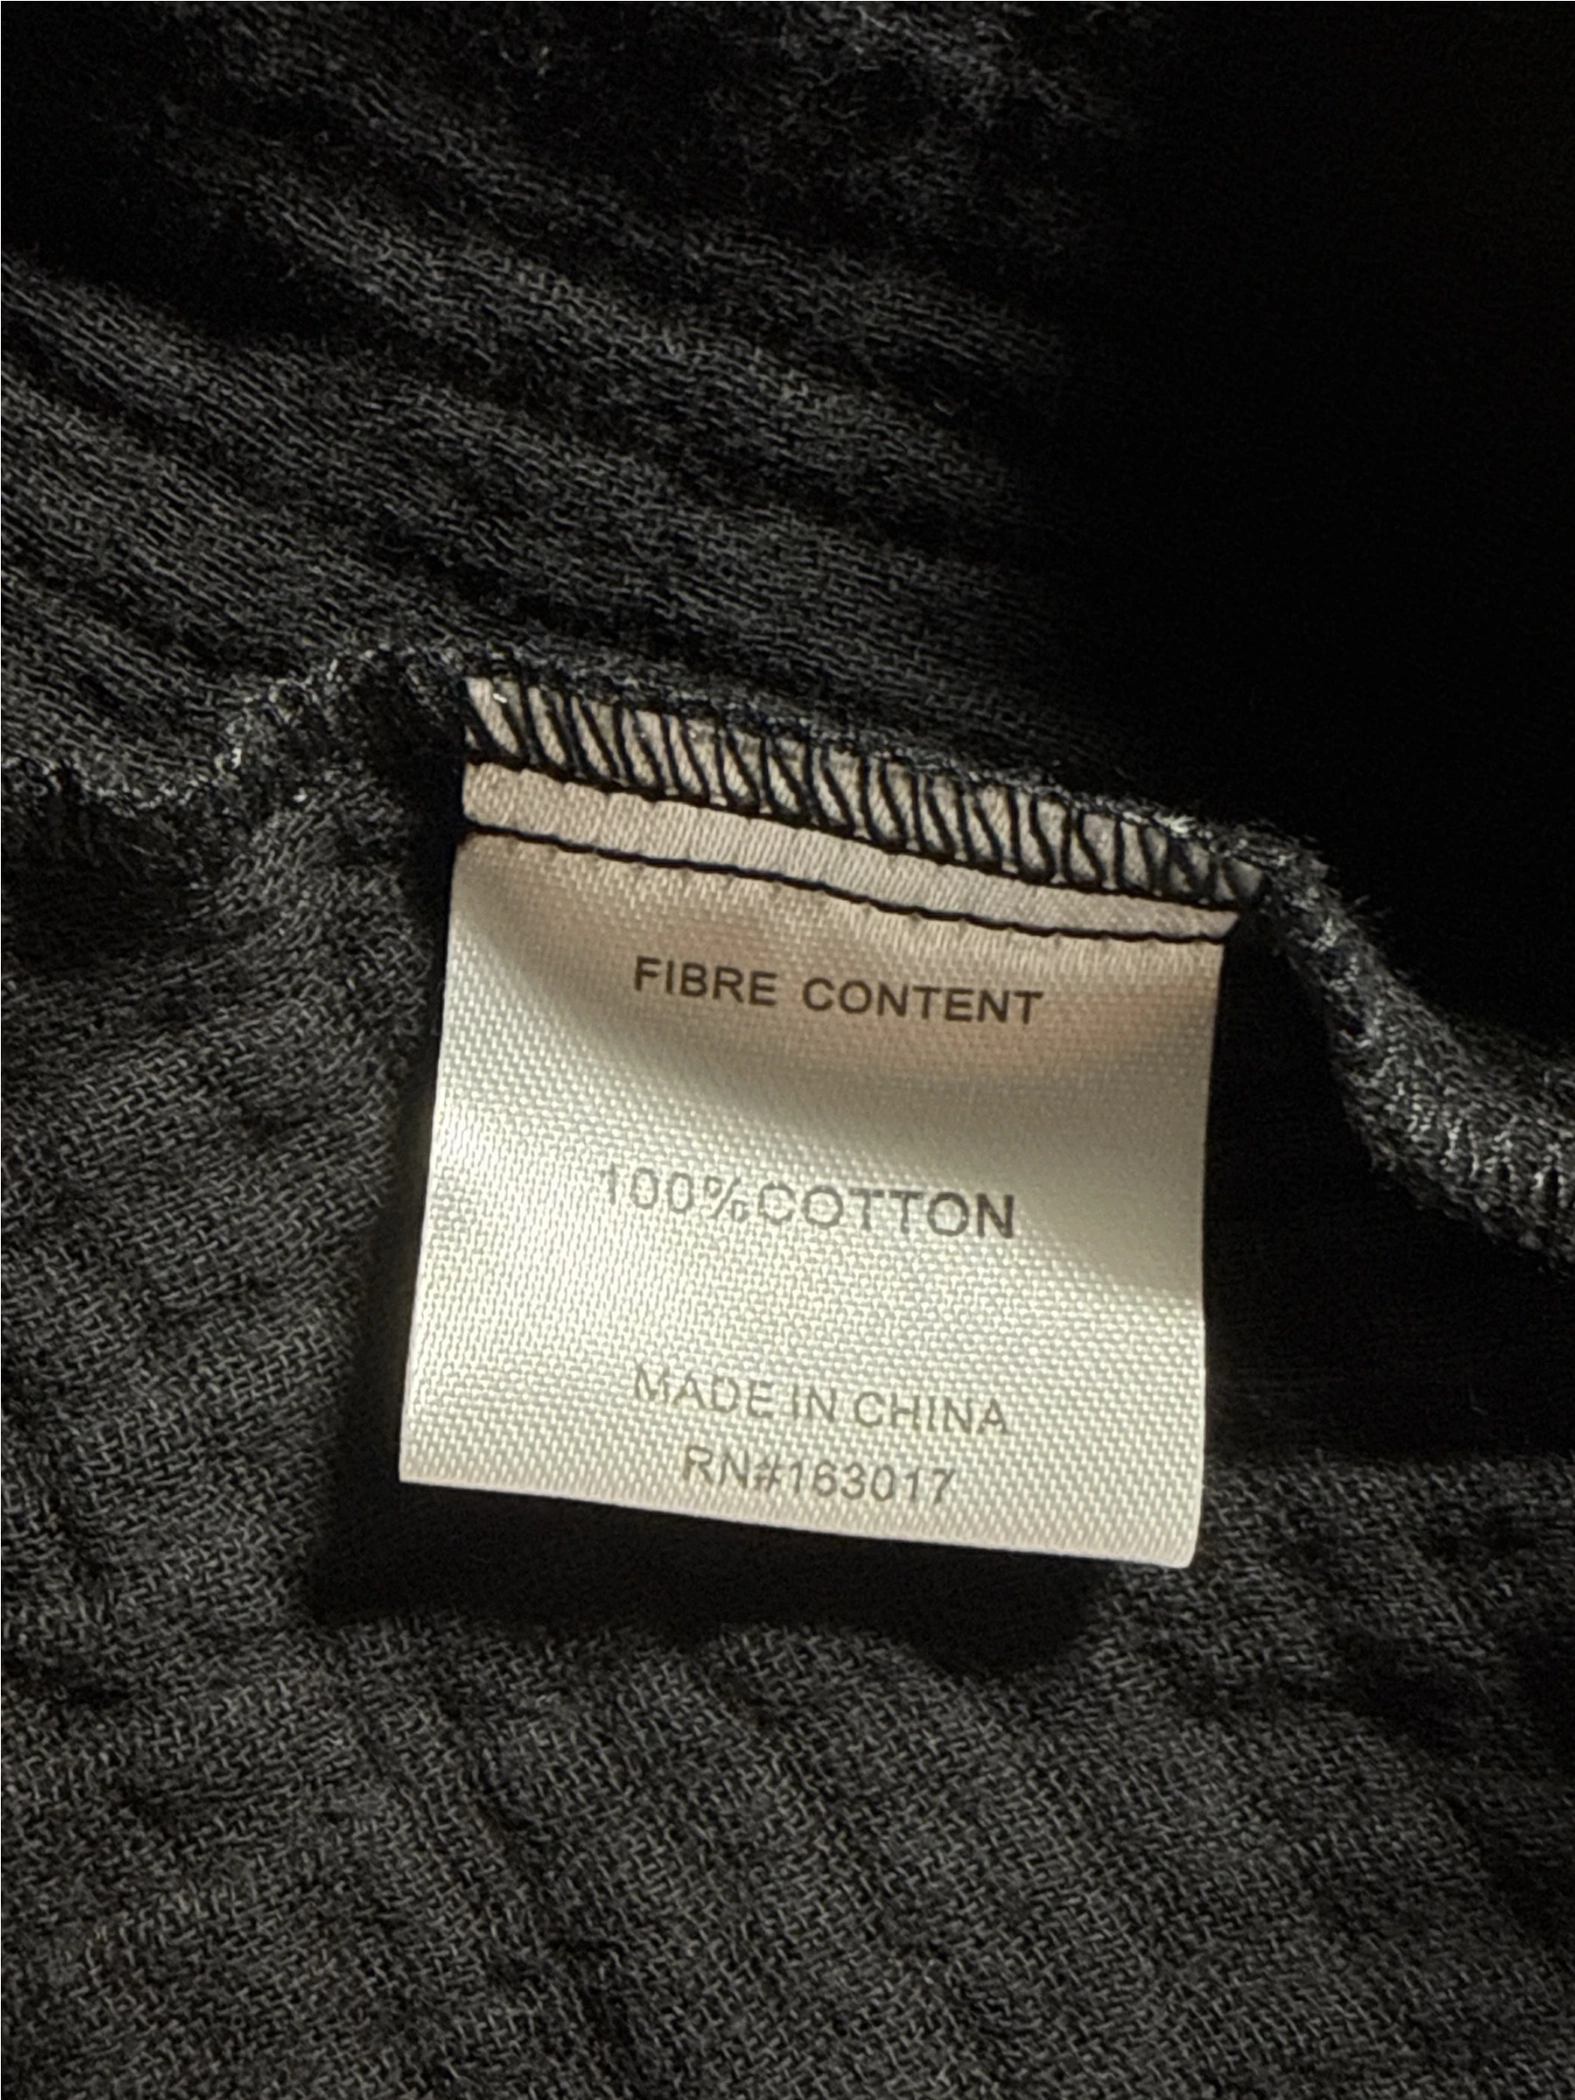 FIBRE CONTENT
100%COTTON
MADE IN CHINA
RN#163017